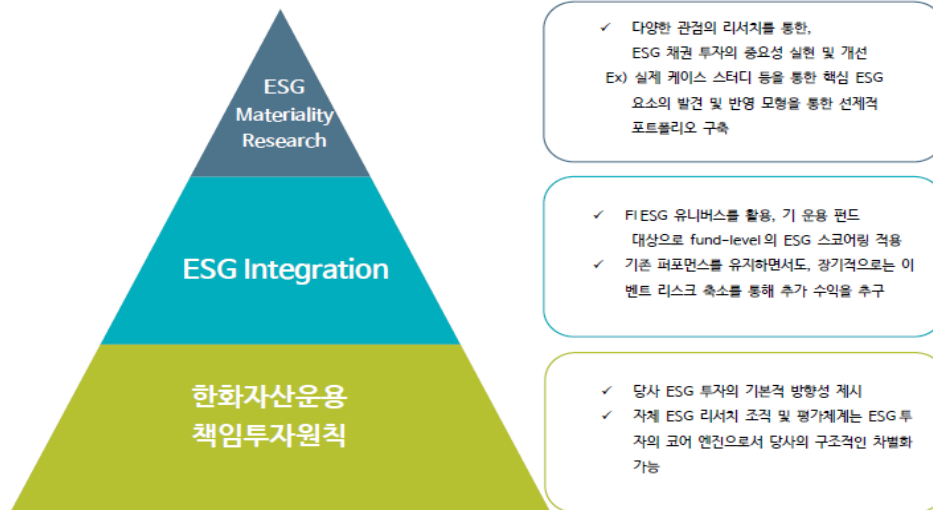 ESG
Materiality
Research
✓ 다양한 관점의 리서치를 통한,
ESG 채권 투자의 중요성 실현 및 개선
Ex) 실제 케이스 스터디 등을 통한 핵심 ESG
요소의 발견 및 반영 모형을 통한 선제적
포트폴리오 구축
ESG Integration
✓ FI ESG 유니버스를 활용, 기 운용 펀드
대상으로 fund-level의 ESG 스코어링 적용
✓ 기존 퍼포먼스를 유지하면서도, 장기적으로는 이
벤트 리스크 축소를 통해 추가 수익을 추구
한화자산운용
책임투자원칙
✓ 당사 ESG 투자의 기본적 방향성 제시
✓ 자체 ESG 리서치 조직 및 평가체계는 ESG 투
자의 코어 엔진으로서 당사의 구조적인 차별화
가능